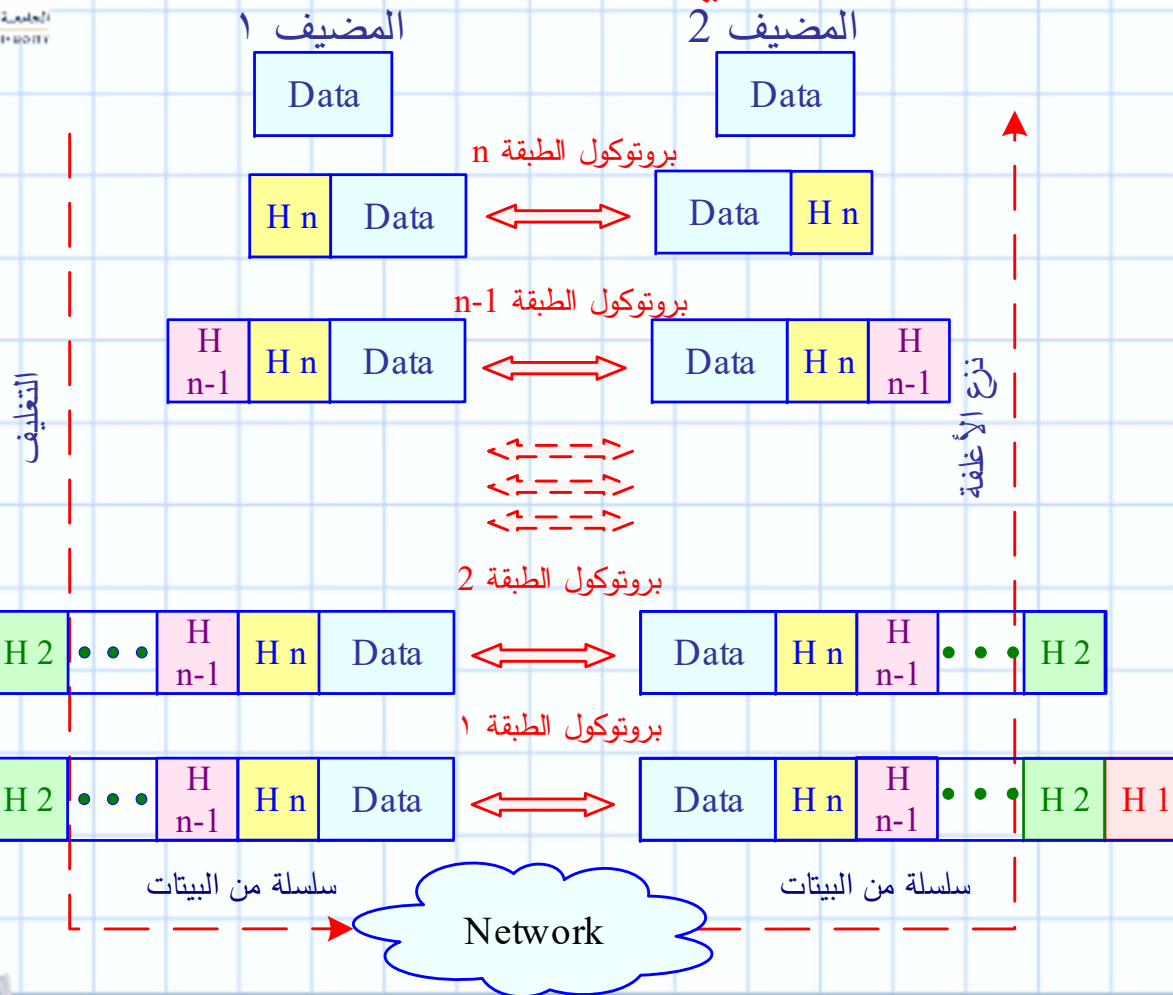 المضيف ١
المضيف 2
Data
Data
بروتوكول الطبقة n
H n
Data
Data
H n
بروتوكول الطبقة n-1
H
n-1
H n
Data
Data
H n
H
n-1
التغليف
نزع الأغلفة
بروتوكول الطبقة 2
H 2
• • •
H
n-1
H n
Data
Data
H n
H
n-1
• • •
H 2
بروتوكول الطبقة ١
H 2
• • •
H
n-1
H n
Data
Data
H n
H
n-1
• • •
H 2
H 1
سلسلة من البيتات
سلسلة من البيتات
Network